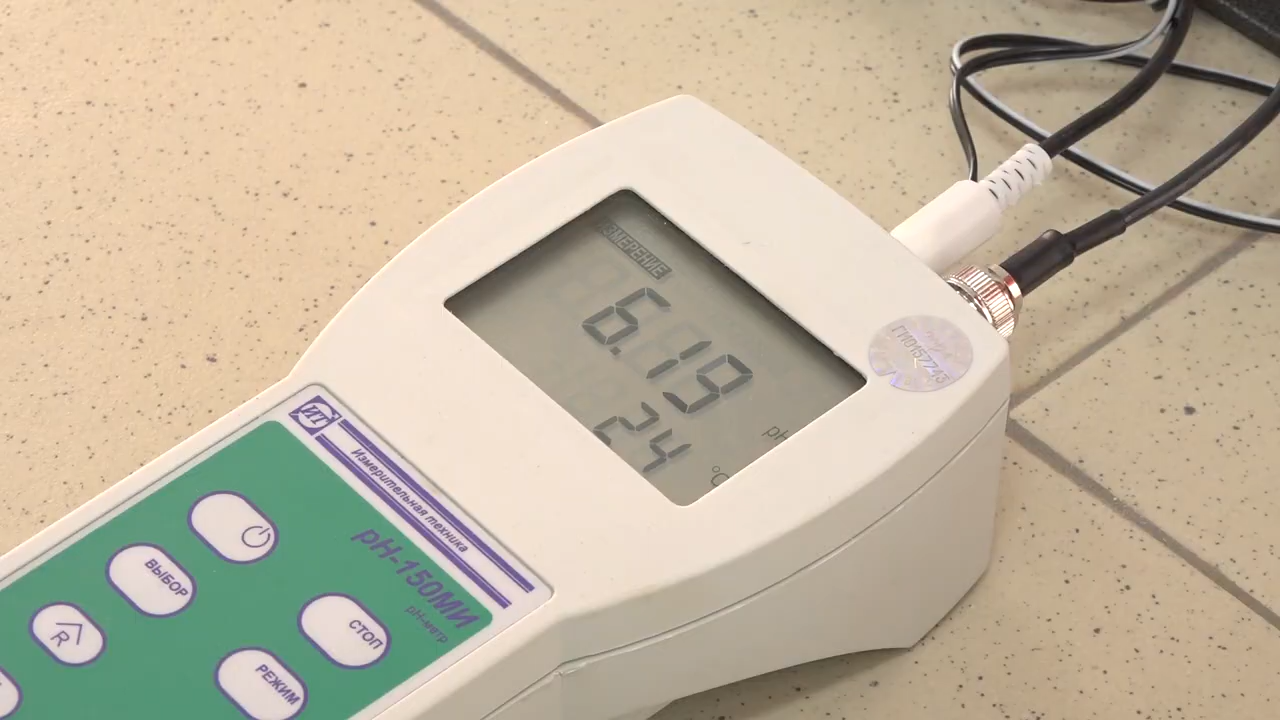 ИЗМЕРЕНИЕ
6.19
pH
24
°C
ИТ
Измерительная техника
pH-150МИ
pH-метр
ВЫБОР
СТОП
R
РЕЖИМ